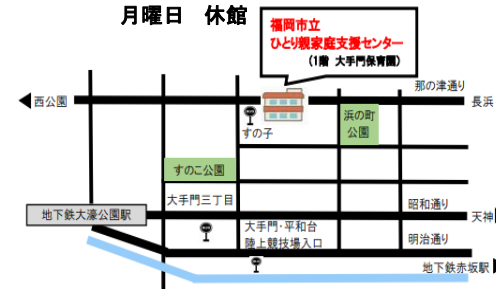 月曜日 休館
福岡市立
ひとり親家庭支援センター
(1階 大手門保育園)
那の津通り
西公園
長浜
浜の町
公園
すの子
すのこ公園
大手門三丁目
昭和通り
地下鉄大濠公園駅
天神
大手門・平和台
陸上競技場入口
明治通り
地下鉄赤坂駅